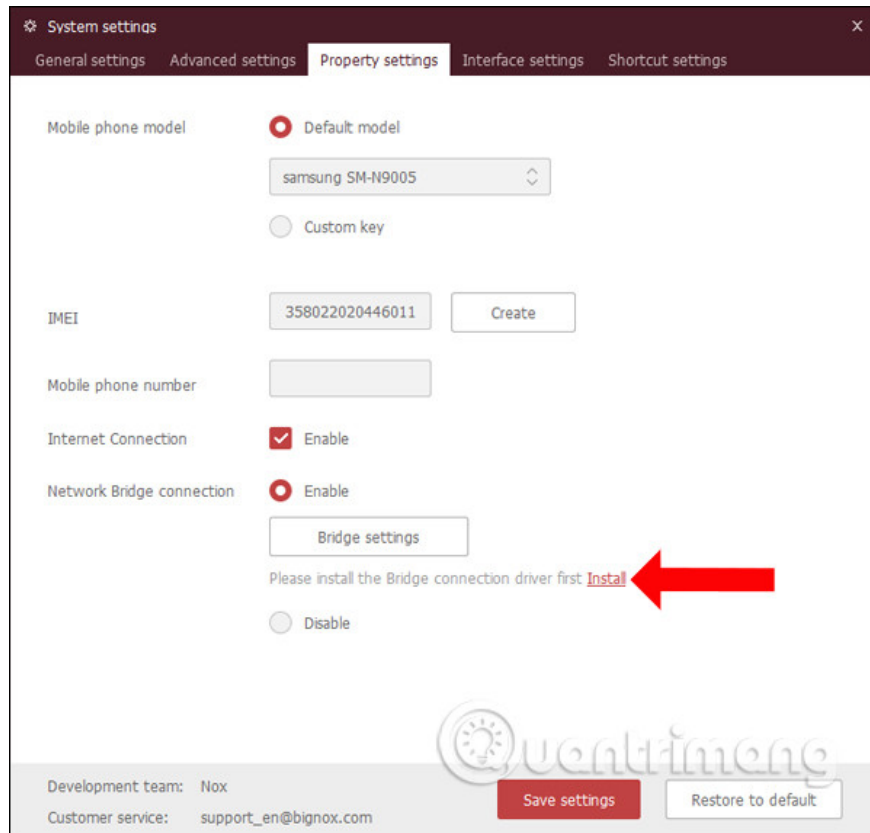 System settings
General settings Advanced settings Property settings Interface settings Shortcut settings
Mobile phone model
Default model
samsung SM-N9005
Custom key
IMEI
358022020446011
Create
Mobile phone number
Internet Connection
Enable
Network Bridge connection
Enable
Bridge settings
Please install the Bridge connection driver first Install
Disable
Quantrimang
Development team: Nox
Customer service: support_en@bignox.com
Save settings
Restore to default